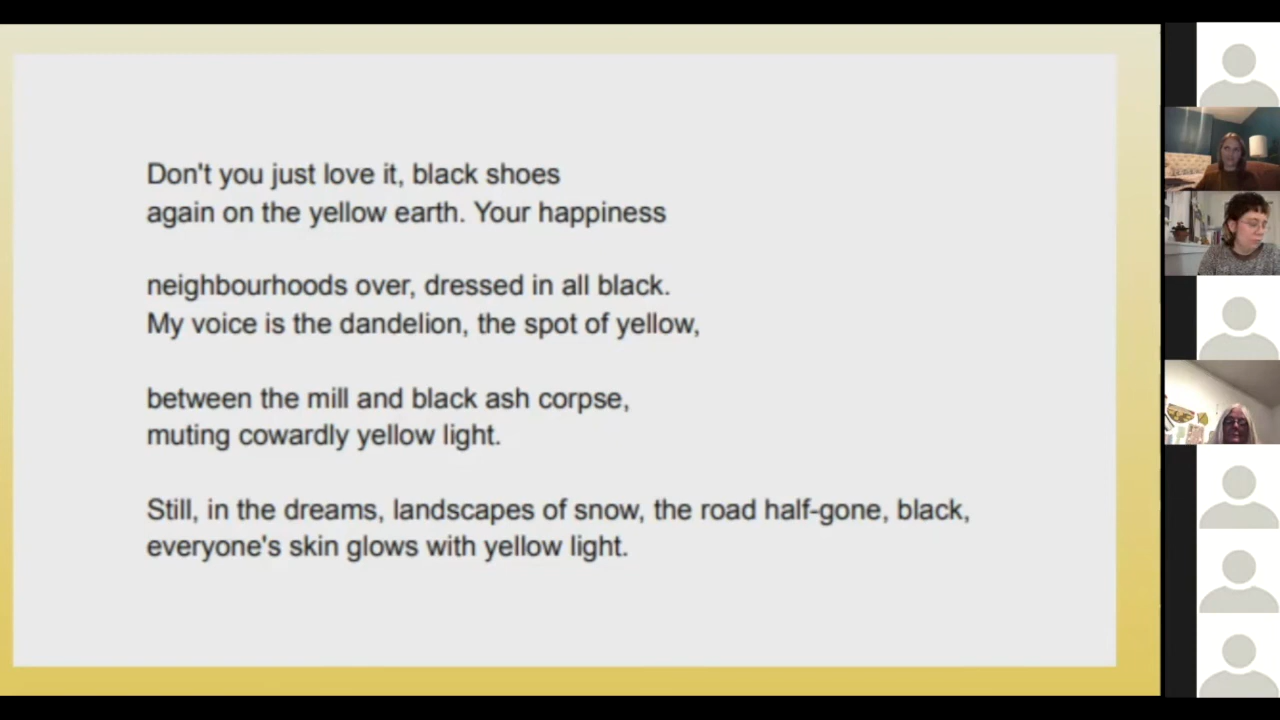 Don't you just love it, black shoes
again on the yellow earth. Your happiness
neighbourhoods over, dressed in all black.
My voice is the dandelion, the spot of yellow,
between the mill and black ash corpse,
muting cowardly yellow light.
Still, in the dreams, landscapes of snow, the road half-gone, black,
everyone's skin glows with yellow light.